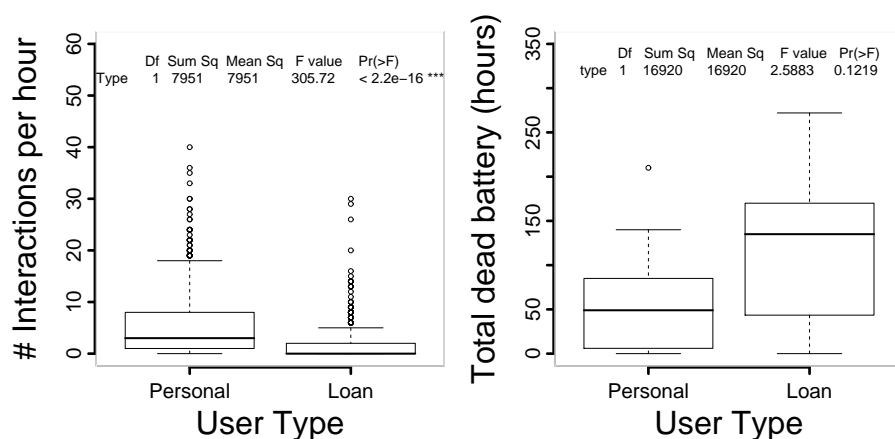 # Interactions per hour
60
50
40
30
20
10
0
Df Sum Sq Mean Sq F value Pr(>F)
Type 1 7951 7951 305.72 < 2.2e−16 ***
Personal Loan
User Type
Total dead battery (hours)
350
250
150
50
0
Df Sum Sq Mean Sq F value Pr(>F)
type 1 16920 16920 2.5883 0.1219
Personal Loan
User Type